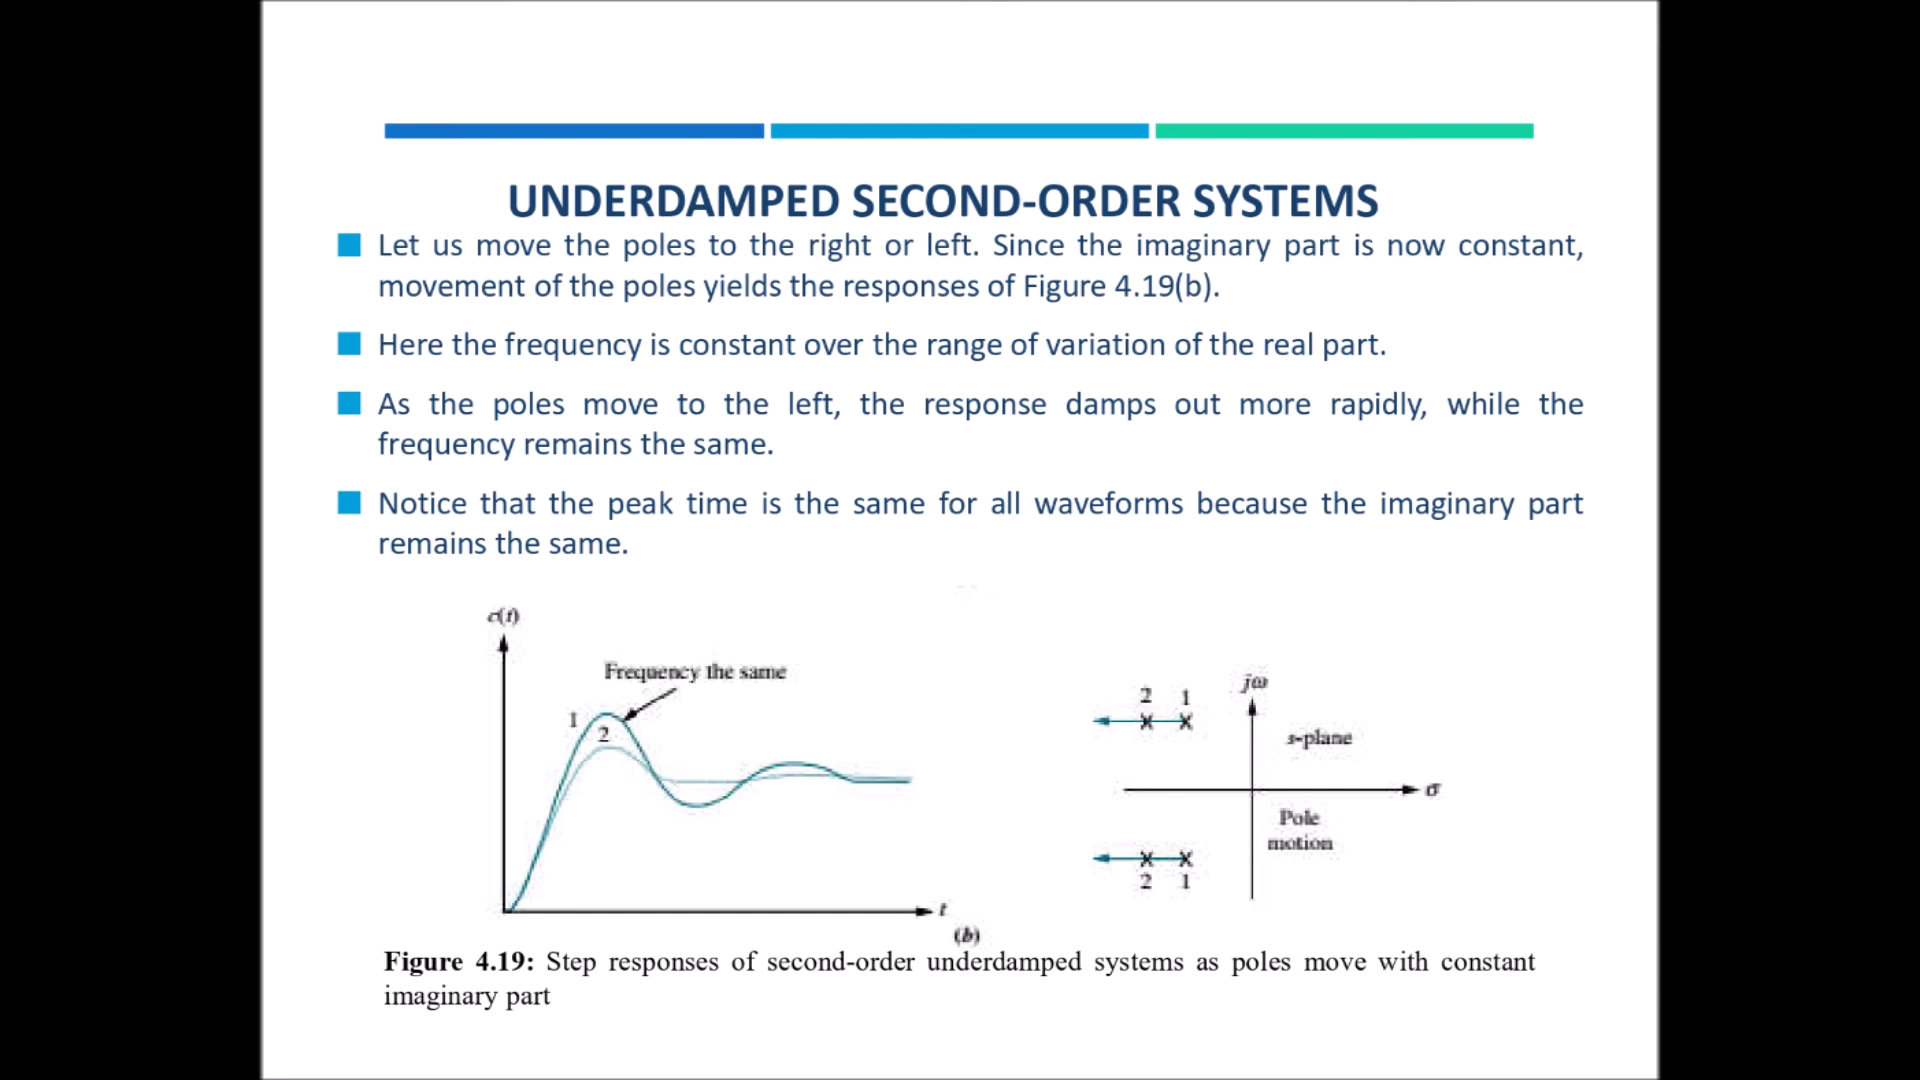 UNDERDAMPED SECOND-ORDER SYSTEMS
Let us move the poles to the right or left. Since the imaginary part is now constant,
movement of the poles yields the responses of Figure 4.19(b).
Here the frequency is constant over the range of variation of the real part.
As the poles move to the left, the response damps out more rapidly, while the
frequency remains the same.
Notice that the peak time is the same for all waveforms because the imaginary part
remains the same.
c(t)
Frequency the same
1
2
t
2 1
jω
s-plane
σ
Pole
motion
2 1
(b)
Figure 4.19: Step responses of second-order underdamped systems as poles move with constant
imaginary part